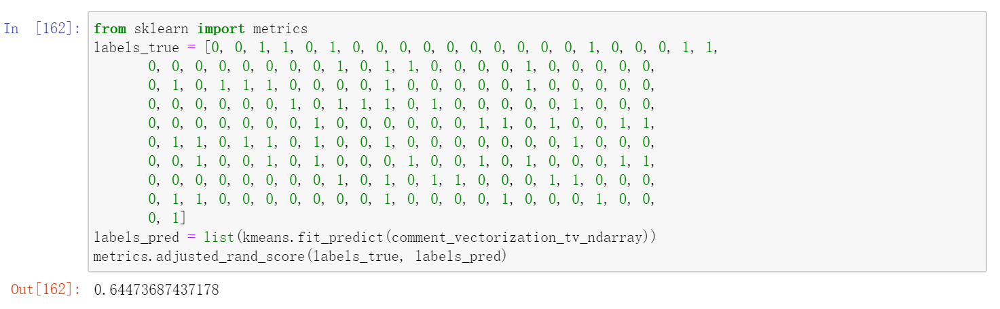 In [162]: from sklearn import metrics
labels_true = [0, 0, 1, 1, 0, 1, 0, 0, 0, 0, 0, 0, 0, 0, 0, 0, 1, 0, 0, 0, 1, 1,
0, 0, 0, 0, 0, 0, 0, 0, 1, 0, 1, 1, 0, 0, 0, 0, 1, 0, 0, 0, 0, 0,
0, 1, 0, 1, 1, 1, 0, 0, 0, 0, 1, 0, 0, 0, 0, 0, 1, 0, 0, 0, 0, 0,
0, 0, 0, 0, 0, 0, 1, 0, 1, 1, 1, 0, 1, 0, 0, 0, 0, 0, 1, 0, 0, 0,
0, 0, 0, 0, 0, 0, 0, 1, 0, 0, 0, 0, 0, 0, 1, 1, 0, 1, 0, 0, 1, 1,
0, 1, 1, 0, 1, 1, 0, 1, 0, 0, 1, 0, 0, 0, 0, 0, 0, 0, 1, 0, 0, 0,
0, 0, 1, 0, 0, 1, 0, 1, 0, 0, 0, 1, 0, 0, 1, 0, 1, 0, 0, 0, 1, 1,
0, 0, 0, 0, 0, 0, 0, 0, 1, 0, 1, 0, 1, 1, 0, 0, 0, 1, 1, 0, 0, 0,
0, 1, 1, 0, 0, 0, 0, 0, 0, 0, 1, 0, 0, 0, 0, 1, 0, 0, 0, 1, 0, 0,
0, 1]
labels_pred = list(kmeans.fit_predict(comment_vectorization_tv_ndarray))
metrics.adjusted_rand_score(labels_true, labels_pred)
Out[162]: 0.64473687437178